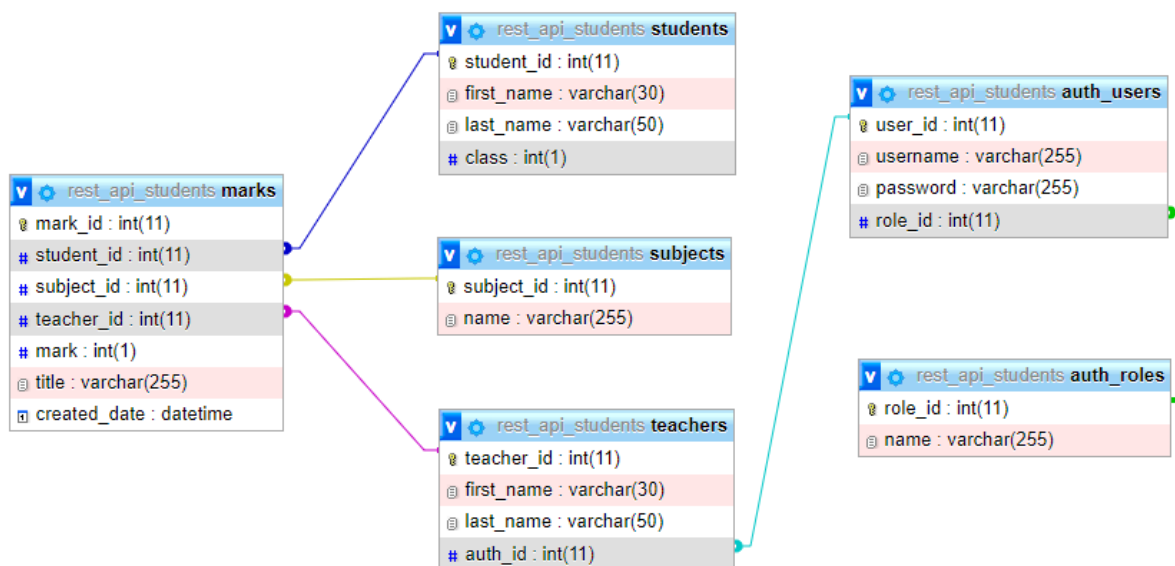 rest_api_students marks
mark_id : int(11)
student_id : int(11)
subject_id : int(11)
teacher_id : int(11)
mark : int(1)
title : varchar(255)
created_date : datetime
rest_api_students students
student_id : int(11)
first_name : varchar(30)
last_name : varchar(50)
class : int(1)
rest_api_students subjects
subject_id : int(11)
name : varchar(255)
rest_api_students teachers
teacher_id : int(11)
first_name : varchar(30)
last_name : varchar(50)
auth_id : int(11)
rest_api_students auth_users
user_id : int(11)
username : varchar(255)
password : varchar(255)
role_id : int(11)
rest_api_students auth_roles
role_id : int(11)
name : varchar(255)